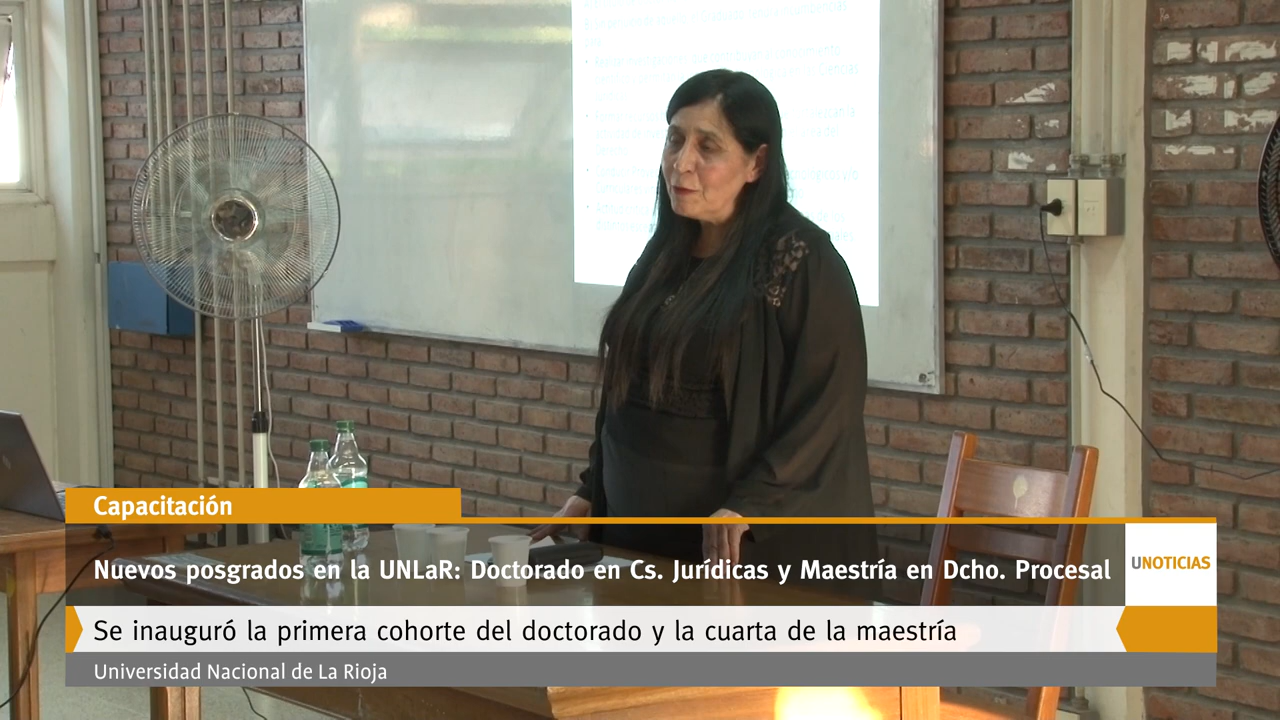 Capacitación
Nuevos posgrados en la UNLaR: Doctorado en Cs. Jurídicas y Maestría en Dcho. Procesal
UNOTICIAS
Se inauguró la primera cohorte del doctorado y la cuarta de la maestría
Universidad Nacional de La Rioja